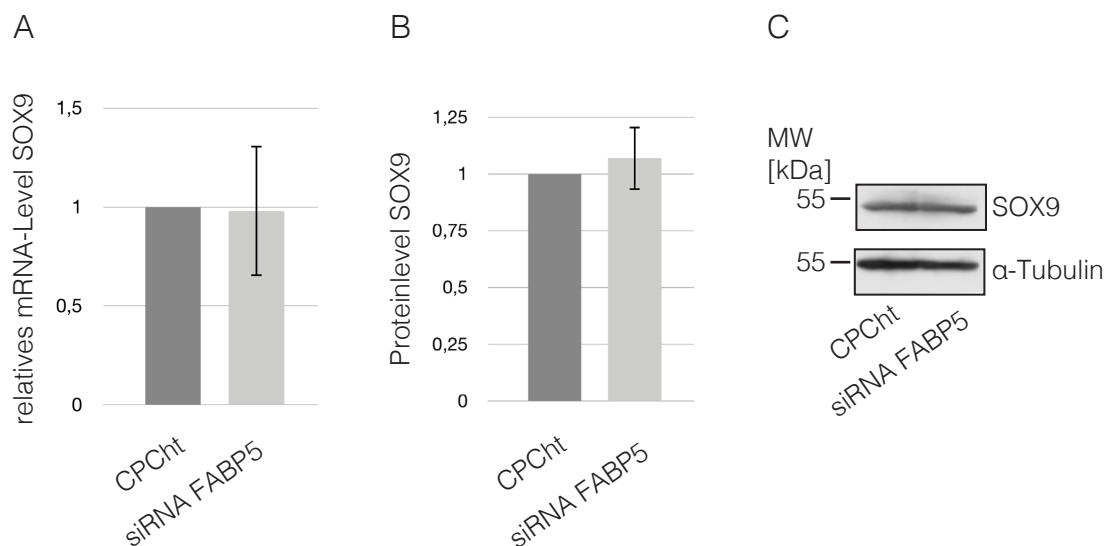 A
relatives mRNA-Level SOX9
1,5
1
0,5
0
CPCht
siRNA FABP5
B
Proteinlevel SOX9
1,25
1
0,75
0,5
0,25
0
CPCht
siRNA FABP5
C
MW
[kDa]
55
SOX9
55
α-Tubulin
CPCht
siRNA FABP5